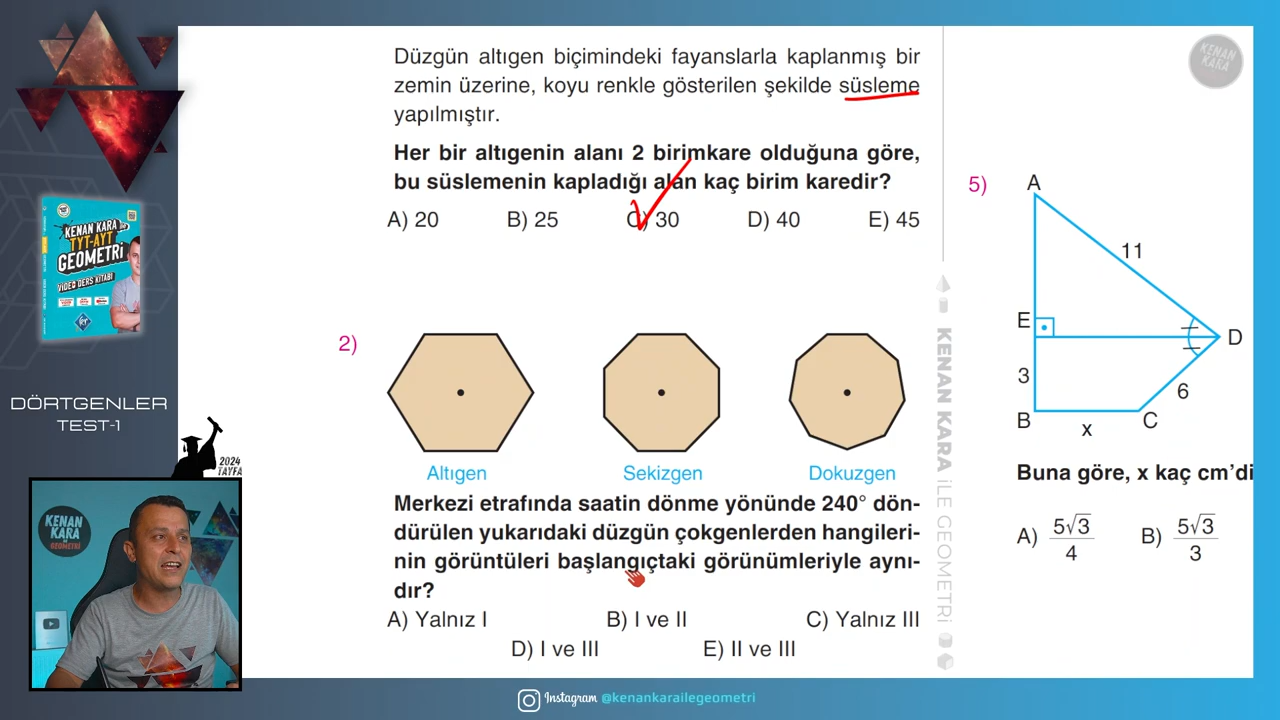 Düzgün altıgen biçimindeki fayanslarla kaplanmış bir
zemin üzerine, koyu renkle gösterilen şekilde süsleme
yapılmıştır.
Her bir altıgenin alanı 2 birimkare olduğuna göre,
bu süslemenin kapladığı alan kaç birim karedir?
A) 20 B) 25 C) 30 D) 40 E) 45
2)
Altıgen Sekizgen Dokuzgen
Merkezi etrafında saatin dönme yönünde 240° dön-
dürülen yukarıdaki düzgün çokgenlerden hangileri-
nin görüntüleri başlangıçtaki görünümleriyle aynı-
dır?
A) Yalnız I B) I ve II C) Yalnız III
D) I ve III E) II ve III
KENAN KARA İLE GEOMETRİ
KENAN
KARA
5)
A
11
E
D
3
6
B
C
x
Buna göre, x kaç cm'di
A) 5√3/4 B) 5√3/3
KENAN KARA
TYT-AYT
GEOMETRİ
VİDEO DERS KİTABI
DÖRTGENLER
TEST-1
2024
TAYFA
KENAN
KARA
GEOMETRİ
Instagram @kenankarailegeometri